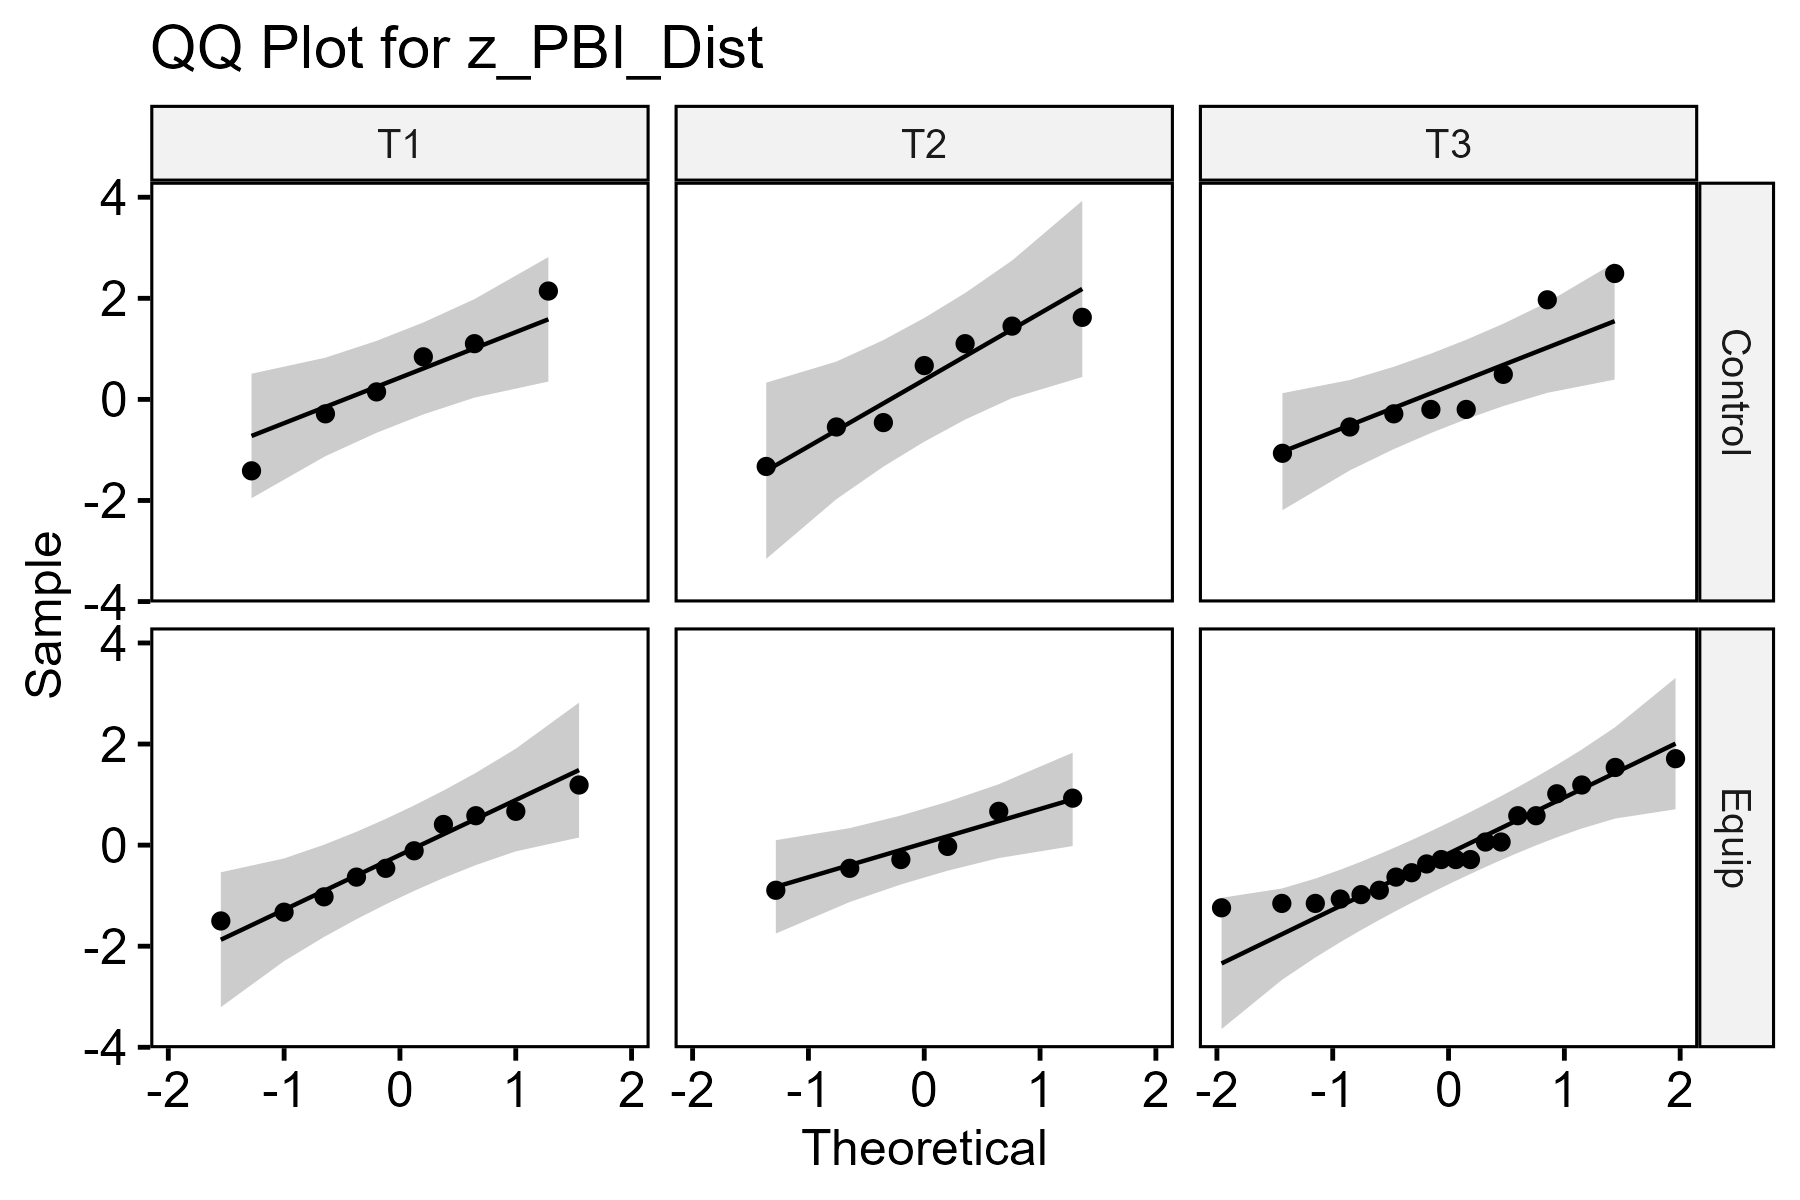 QQ Plot for z_PBI_Dist
T1 T2 T3
4
2
0
-2
-4
Control
Sample
4
2
0
-2
-4
Equip
-2 -1 0 1 2 -2 -1 0 1 2 -2 -1 0 1 2
Theoretical